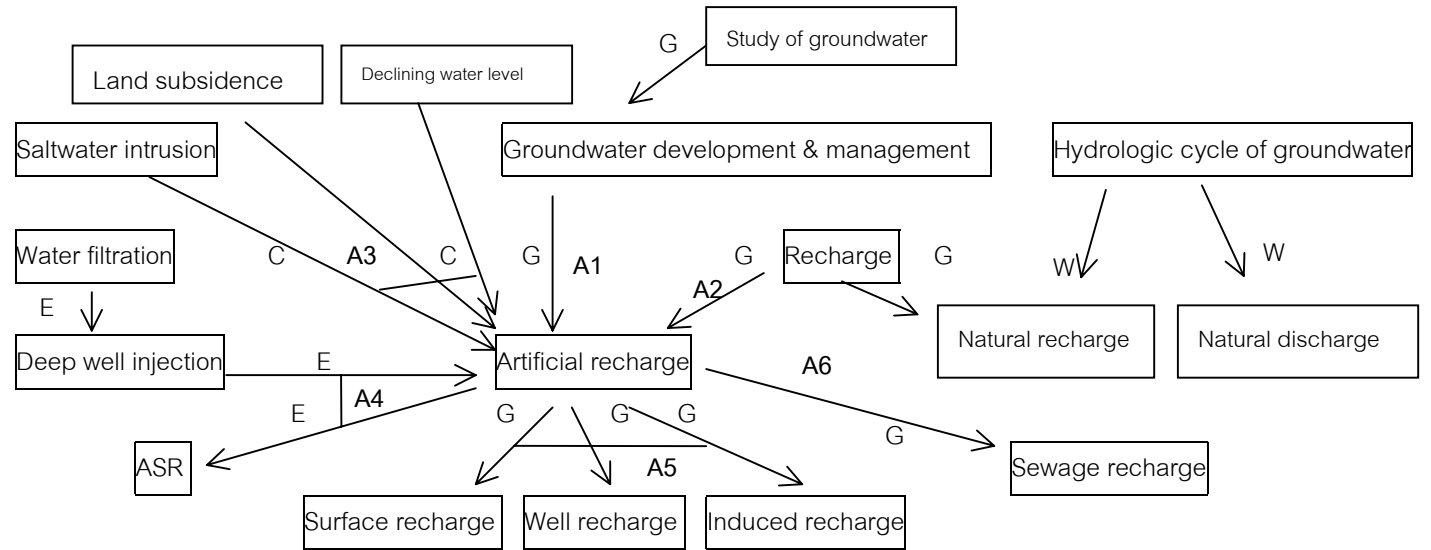 Study of groundwater
G
Land subsidence
Declining water level
Saltwater intrusion
Groundwater development & management
Hydrologic cycle of groundwater
Water filtration
C
A3
C
G
A1
G
Recharge
G
W
W
A2
E
Natural recharge
Natural discharge
Deep well injection
E
Artificial recharge
A6
E
A4
G
G
G
G
ASR
A5
Sewage recharge
Surface recharge
Well recharge
Induced recharge